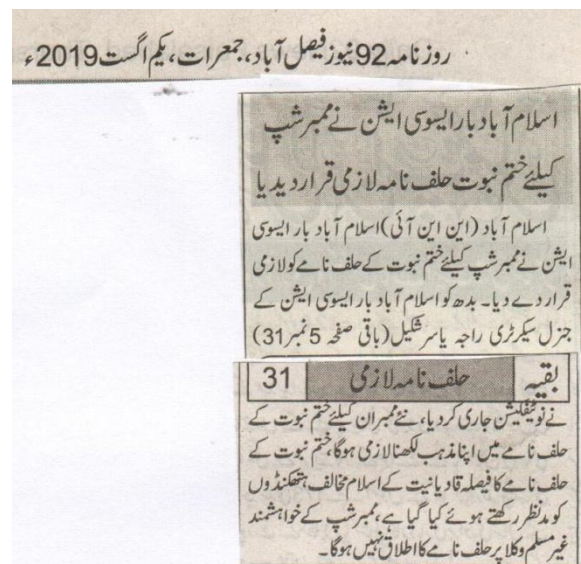 روزنامہ 92 نیوز فیصل آباد، جمعرات، یکم اگست 2019ء
اسلام آباد بار ایسوسی ایشن نے ممبر شپ
کیلئے ختم نبوت حلف نامہ لازمی قرار دیدیا
اسلام آباد (این این آئی) اسلام آباد بار ایسوسی
ایشن نے ممبر شپ کیلئے ختم نبوت کے حلف نامے کو لازمی
قرار دے دیا۔ بدھ کو اسلام آباد بار ایسوسی ایشن کے
جنرل سیکرٹری راجہ یاسر شکیل (باقی صفحہ 5 نمبر 31)
بقیہ حلف نامہ لازمی 31
نے نوٹیفکیشن جاری کر دیا، نئے ممبران کیلئے ختم نبوت کے
حلف نامے میں اپنا مذہب لکھنا لازمی ہوگا، ختم نبوت کے
حلف نامے کا فیصلہ قادیانیت کے اسلام مخالف ہتھکنڈوں
کو مدنظر رکھتے ہوئے کیا گیا ہے، ممبر شپ کے خواہشمند
غیر مسلم وکلا پر حلف نامے کا اطلاق نہیں ہوگا۔